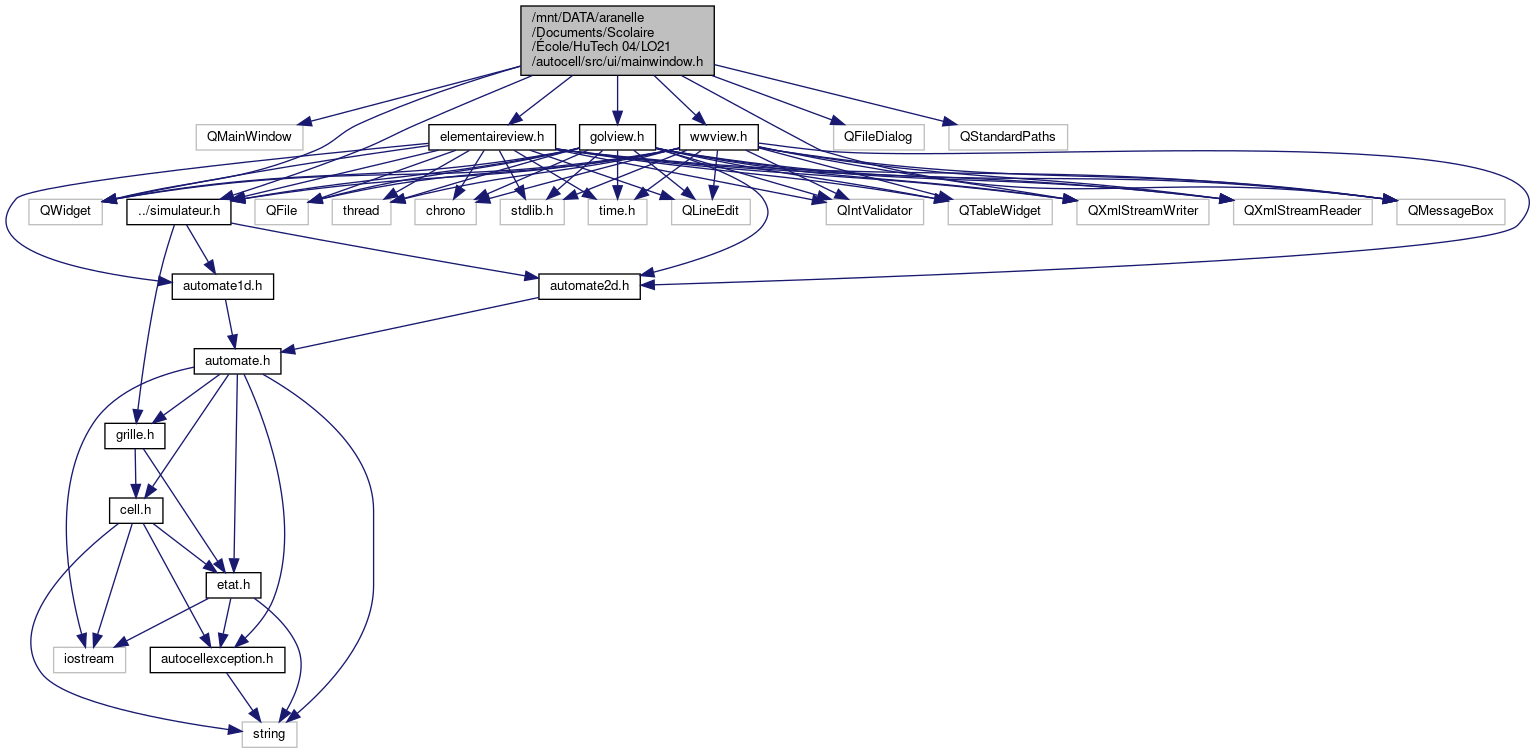 /mnt/DATA/aranelle
/Documents/Scolaire
/École/HuTech 04/LO21
/autocell/src/ui/mainwindow.h
QMainWindow
elementaireview.h
golview.h
wwview.h
QFileDialog
QStandardPaths
QWidget
../simulateur.h
QFile
thread
chrono
stdlib.h
time.h
QLineEdit
QIntValidator
QTableWidget
QXmlStreamWriter
QXmlStreamReader
QMessageBox
automate1d.h
automate2d.h
automate.h
grille.h
cell.h
etat.h
iostream
autocellexception.h
string